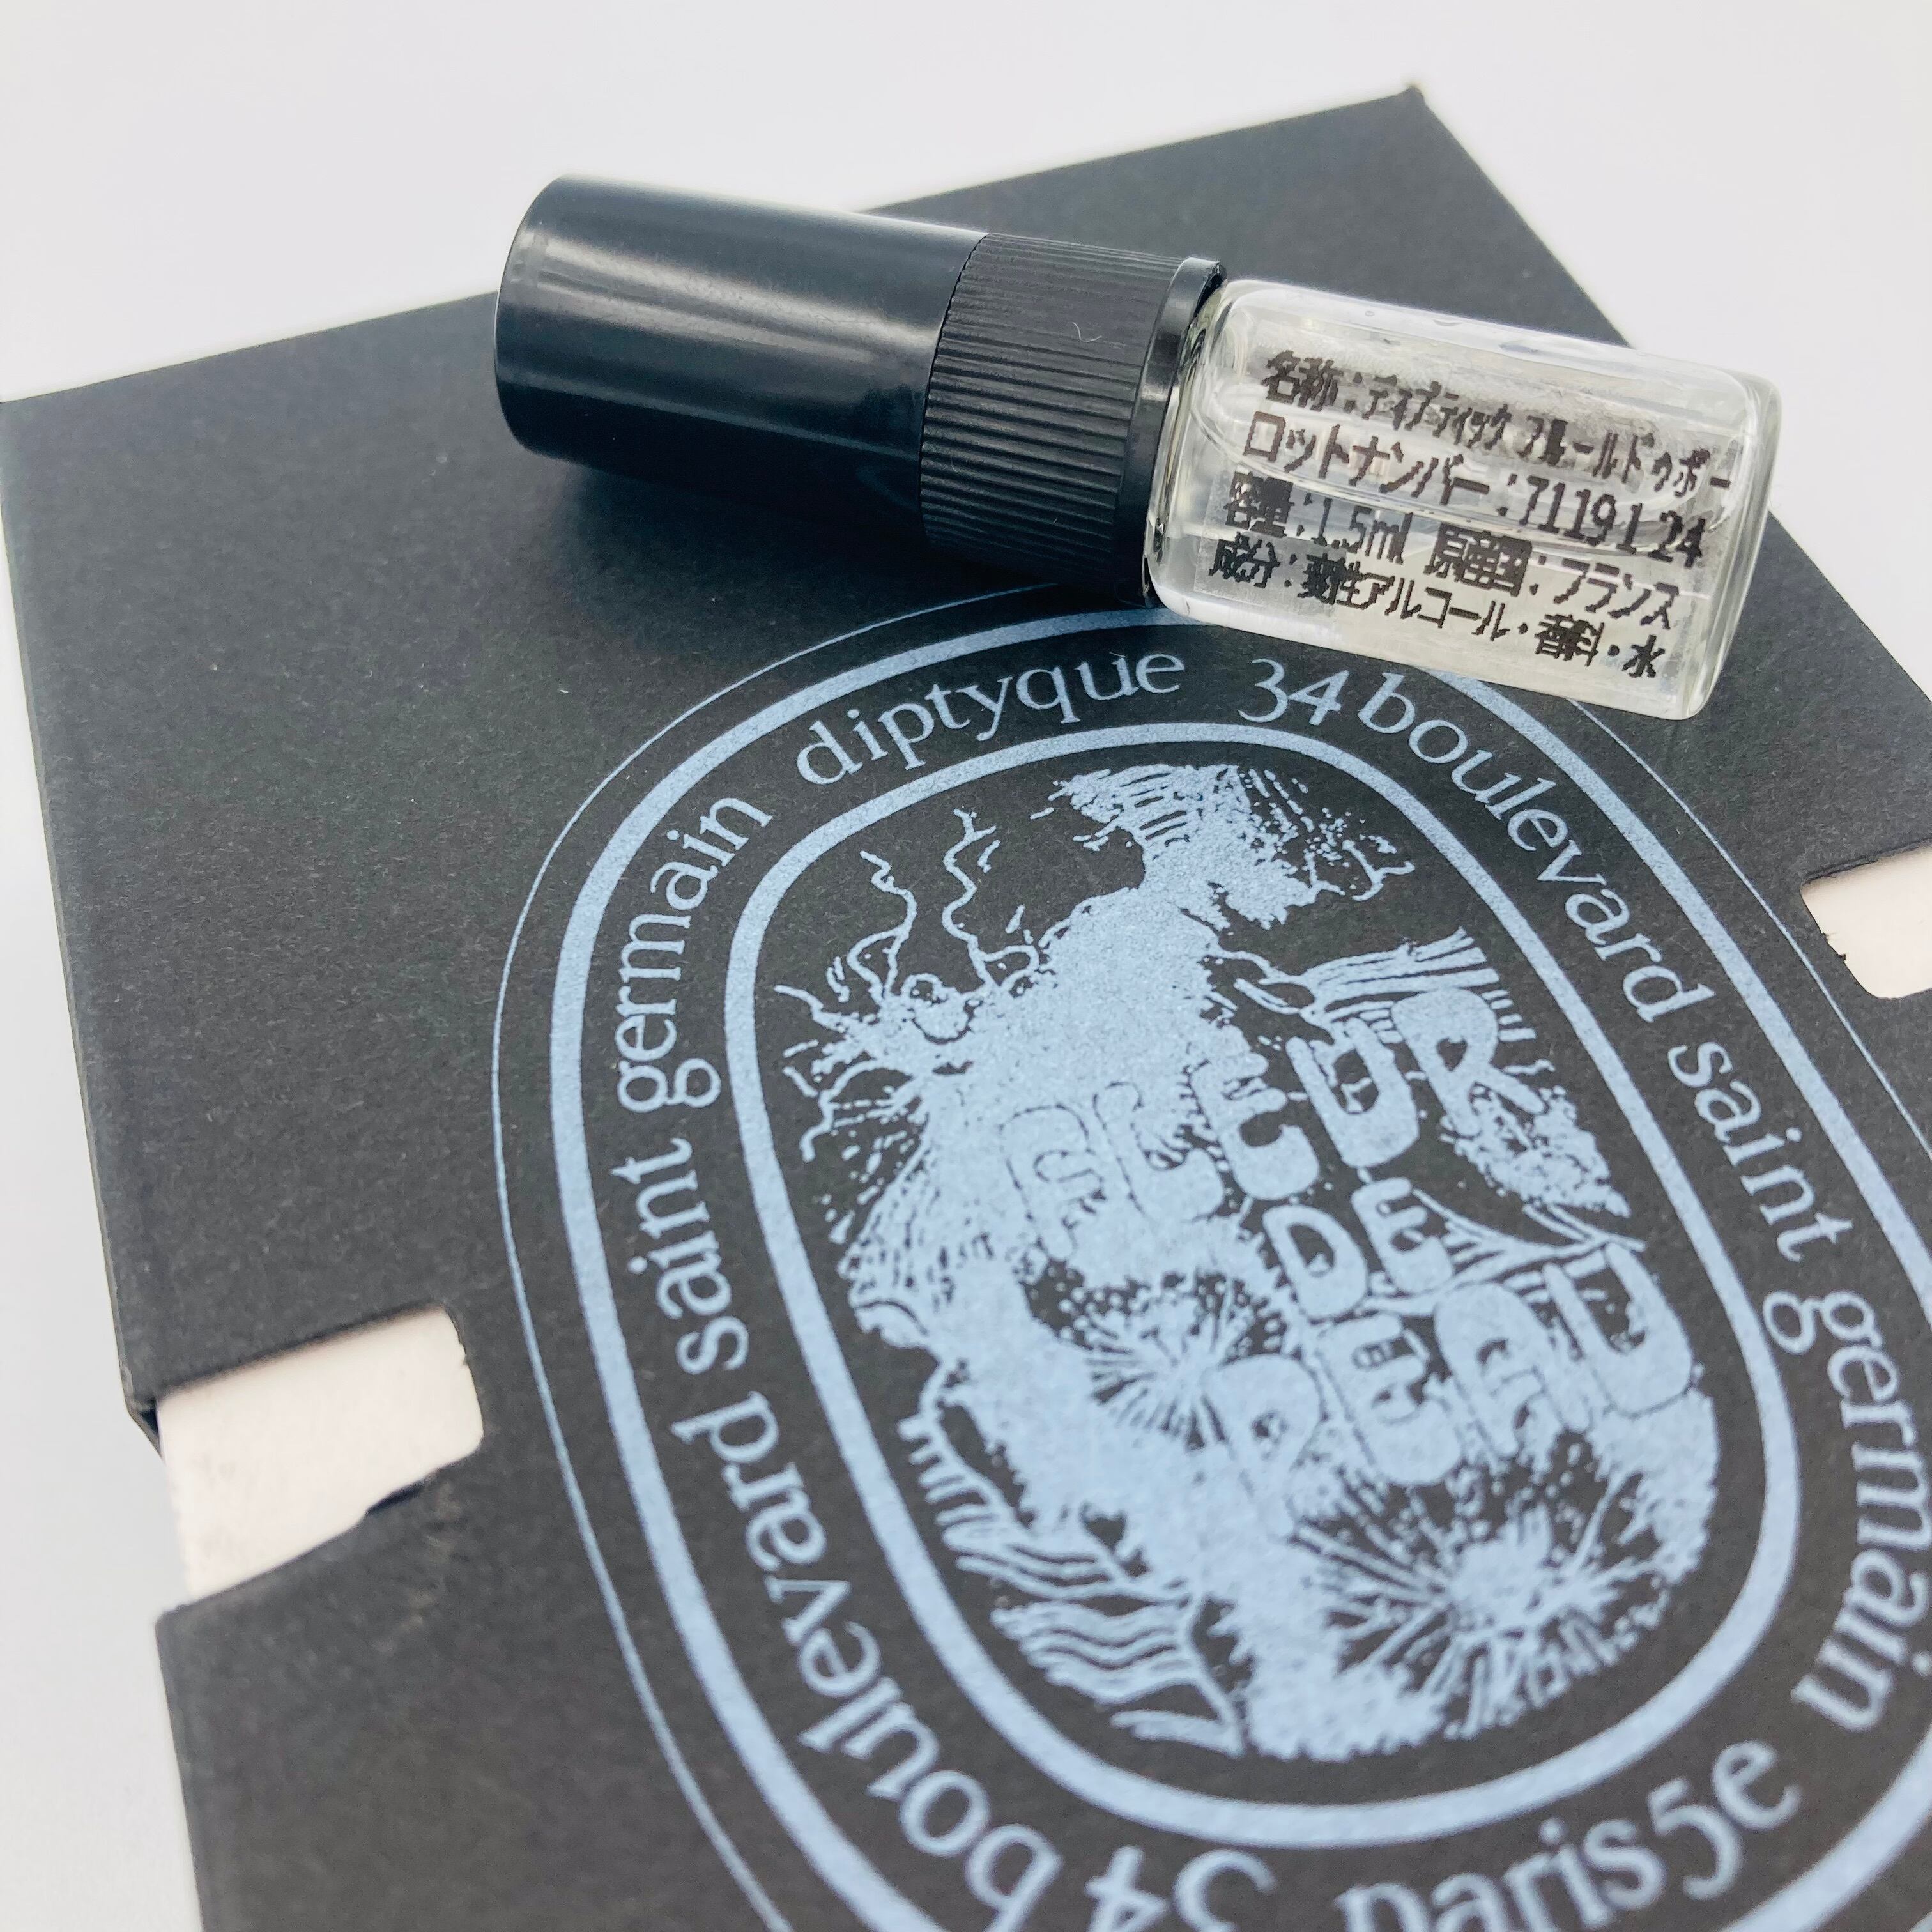 名称:ディプティック フルールドゥポー
ロットナンバー:7119124
容量:1.5ml 原産国:フランス
成分:変性アルコール・香料・水
diptyque 34 boulevard saint germain
paris5e
34 boulevard saint germain
FLEUR
DE
PEAU